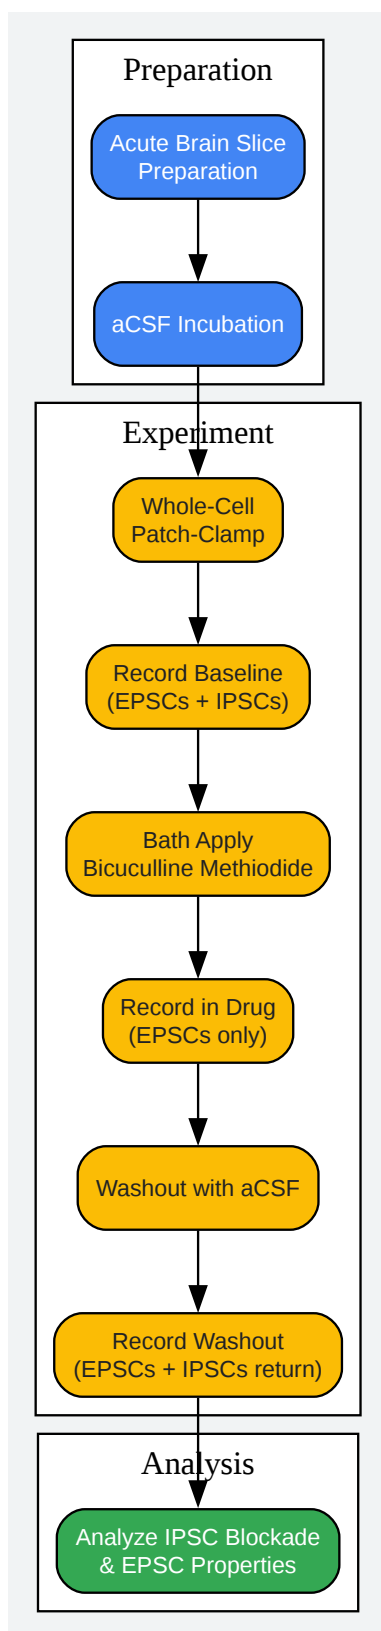 Preparation
Acute Brain Slice
Preparation
aCSF Incubation
Experiment
Whole-Cell
Patch-Clamp
Record Baseline
(EPSCs + IPSCs)
Bath Apply
Bicuculline Methiodide
Record in Drug
(EPSCs only)
Washout with aCSF
Record Washout
(EPSCs + IPSCs return)
Analysis
Analyze IPSC Blockade
& EPSC Properties